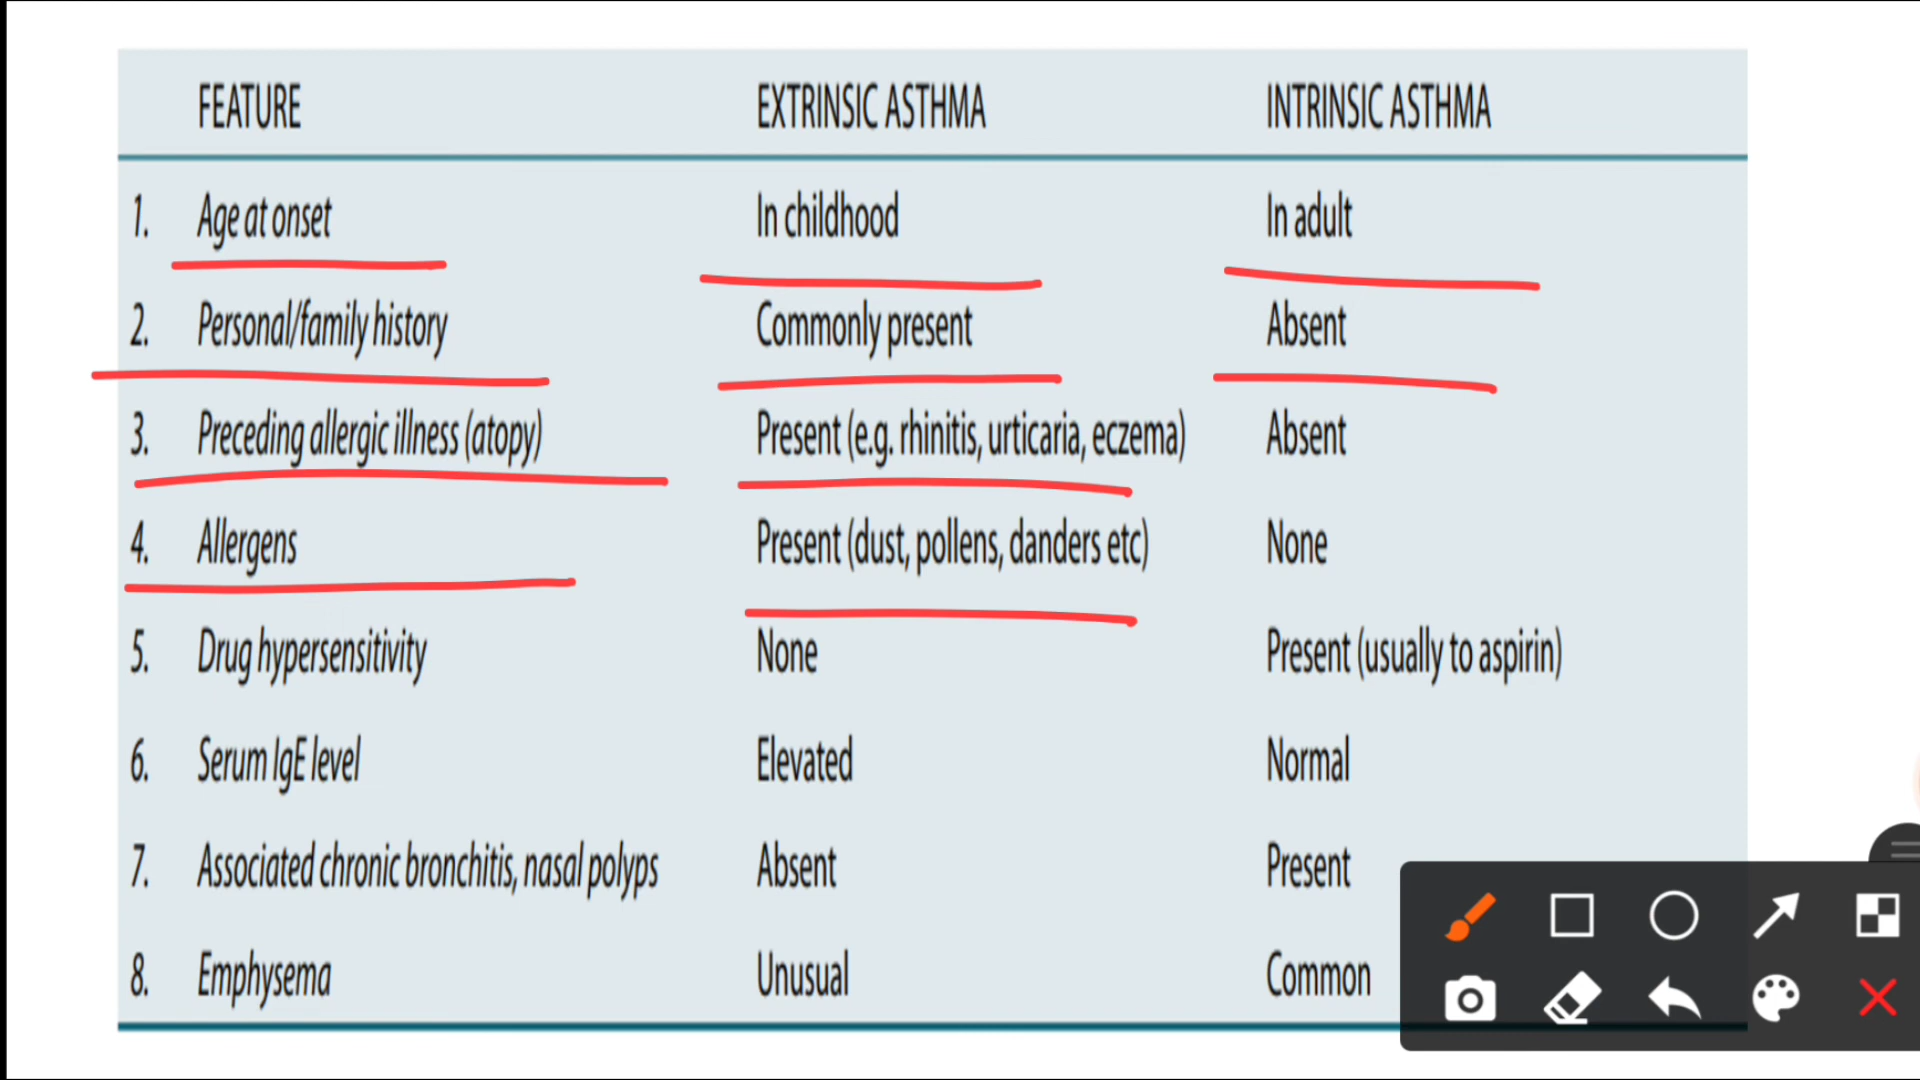 FEATURE EXTRINSIC ASTHMA INTRINSIC ASTHMA
1. Age at onset In childhood In adult
2. Personal/family history Commonly present Absent
3. Preceding allergic illness (atopy) Present (e.g. rhinitis, urticaria, eczema) Absent
4. Allergens Present (dust, pollens, danders etc) None
5. Drug hypersensitivity None Present (usually to aspirin)
6. Serum IgE level Elevated Normal
7. Associated chronic bronchitis, nasal polyps Absent Present
8. Emphysema Unusual Common